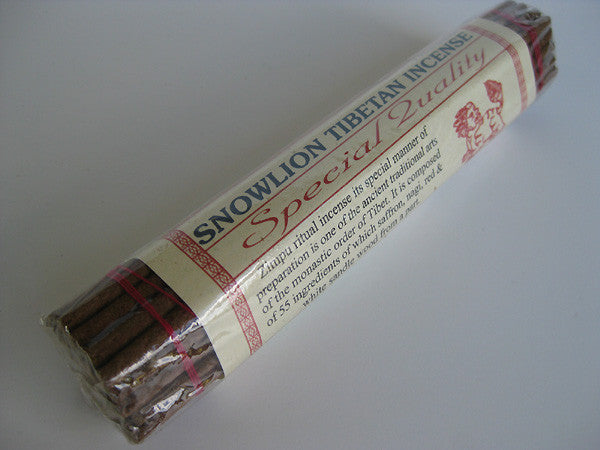 SNOWLION TIBETAN INCENSE
Special Quality
Zimpu ritual incense its special manner of
preparation is one of the ancient traditional arts
of the monastic order of Tibet. It is composed
of 55 ingredients of which saffron, nagi, red &
white sandle wood from a part.